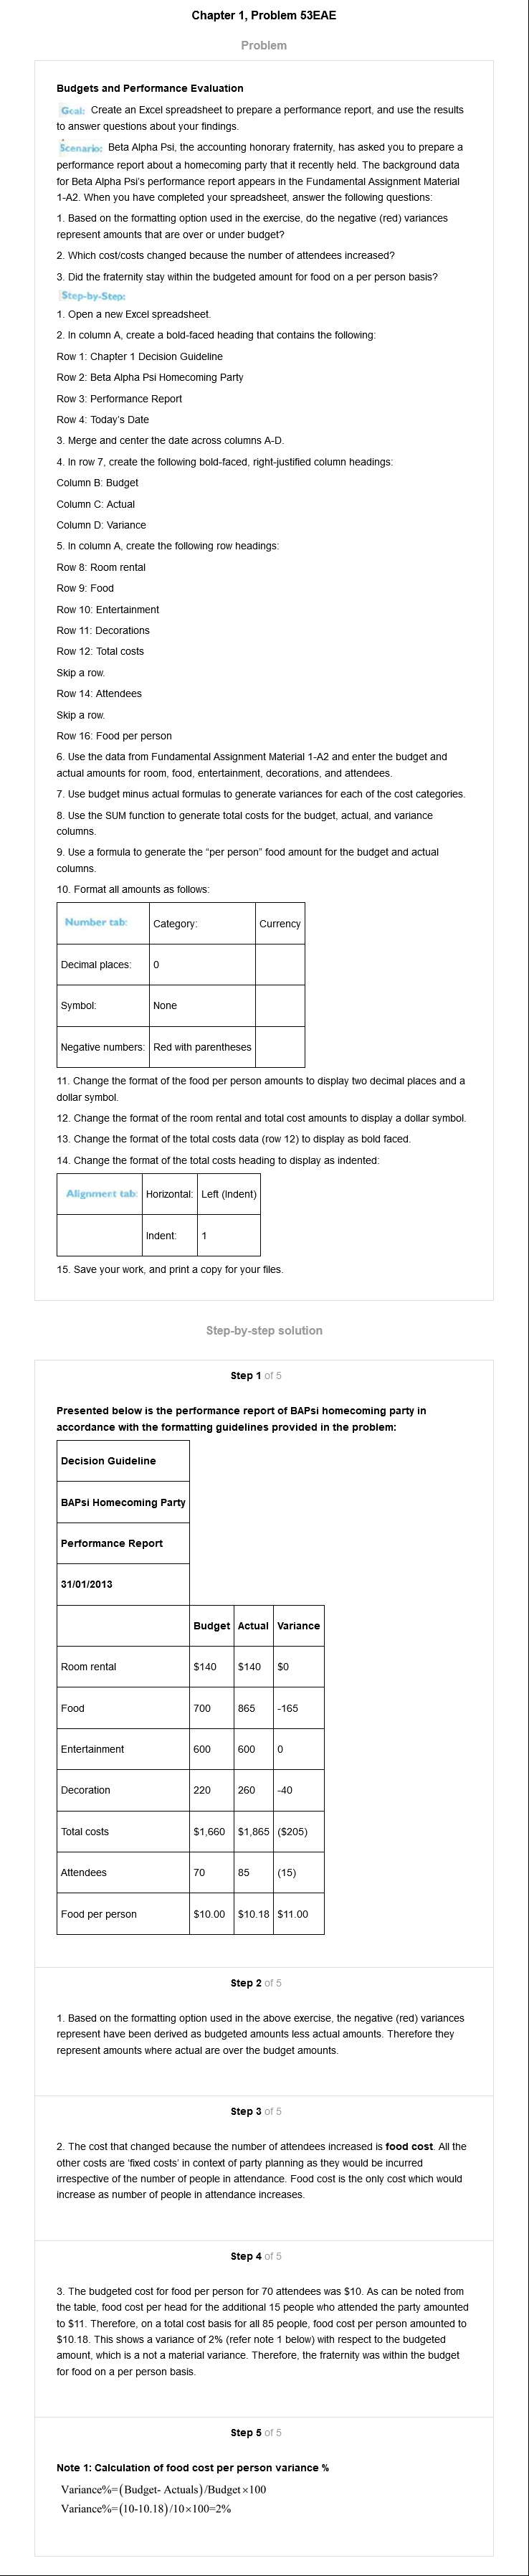 Chapter 1, Problem 53EAE
Problem
Budgets and Performance Evaluation
Goal: Create an Excel spreadsheet to prepare a performance report, and use the results
to answer questions about your findings.
Scenario: Beta Alpha Psi, the accounting honorary fraternity, has asked you to prepare a
performance report about a homecoming party that it recently held. The background data
for Beta Alpha Psi's performance report appears in the Fundamental Assignment Material
1-A2. When you have completed your spreadsheet, answer the following questions:
1. Based on the formatting option used in the exercise, do the negative (red) variances
represent amounts that are over or under budget?
2. Which cost/costs changed because the number of attendees increased?
3. Did the fraternity stay within the budgeted amount for food on a per person basis?
Step-by-Step:
1. Open a new Excel spreadsheet.
2. In column A, create a bold-faced heading that contains the following:
Row 1: Chapter 1 Decision Guideline
Row 2: Beta Alpha Psi Homecoming Party
Row 3: Performance Report
Row 4: Today's Date
3. Merge and center the date across columns A-D.
4. In row 7, create the following bold-faced, right-justified column headings:
Column B: Budget
Column C: Actual
Column D: Variance
5. In column A, create the following row headings:
Row 8: Room rental
Row 9: Food
Row 10: Entertainment
Row 11: Decorations
Row 12: Total costs
Skip a row.
Row 14: Attendees
Skip a row.
Row 16: Food per person
6. Use the data from Fundamental Assignment Material 1-A2 and enter the budget and
actual amounts for room, food, entertainment, decorations, and attendees.
7. Use budget minus actual formulas to generate variances for each of the cost categories.
8. Use the SUM function to generate total costs for the budget, actual, and variance
columns.
9. Use a formula to generate the “per person” food amount for the budget and actual
columns.
10. Format all amounts as follows:
Number tab: Category: Currency
Decimal places: 0
Symbol: None
Negative numbers: Red with parentheses
11. Change the format of the food per person amounts to display two decimal places and a
dollar symbol.
12. Change the format of the room rental and total cost amounts to display a dollar symbol.
13. Change the format of the total costs data (row 12) to display as bold faced.
14. Change the format of the total costs heading to display as indented:
Alignment tab: Horizontal: Left (Indent)
Indent: 1
15. Save your work, and print a copy for your files.
Step-by-step solution
Step 1 of 5
Presented below is the performance report of BAPsi homecoming party in
accordance with the formatting guidelines provided in the problem:
Decision Guideline
BAPsi Homecoming Party
Performance Report
31/01/2013
Budget Actual Variance
Room rental $140 $140 $0
Food 700 865 -165
Entertainment 600 600 0
Decoration 220 260 -40
Total costs $1,660 $1,865 ($205)
Attendees 70 85 (15)
Food per person $10.00 $10.18 $11.00
Step 2 of 5
1. Based on the formatting option used in the above exercise, the negative (red) variances
represent have been derived as budgeted amounts less actual amounts. Therefore they
represent amounts where actual are over the budget amounts.
Step 3 of 5
2. The cost that changed because the number of attendees increased is food cost. All the
other costs are 'fixed costs' in context of party planning as they would be incurred
irrespective of the number of people in attendance. Food cost is the only cost which would
increase as number of people in attendance increases.
Step 4 of 5
3. The budgeted cost for food per person for 70 attendees was $10. As can be noted from
the table, food cost per head for the additional 15 people who attended the party amounted
to $11. Therefore, on a total cost basis for all 85 people, food cost per person amounted to
$10.18. This shows a variance of 2% (refer note 1 below) with respect to the budgeted
amount, which is a not a material variance. Therefore, the fraternity was within the budget
for food on a per person basis.
Step 5 of 5
Note 1: Calculation of food cost per person variance %
Variance%=(Budget- Actuals)/Budget×100
Variance%=(10-10.18)/10×100=2%